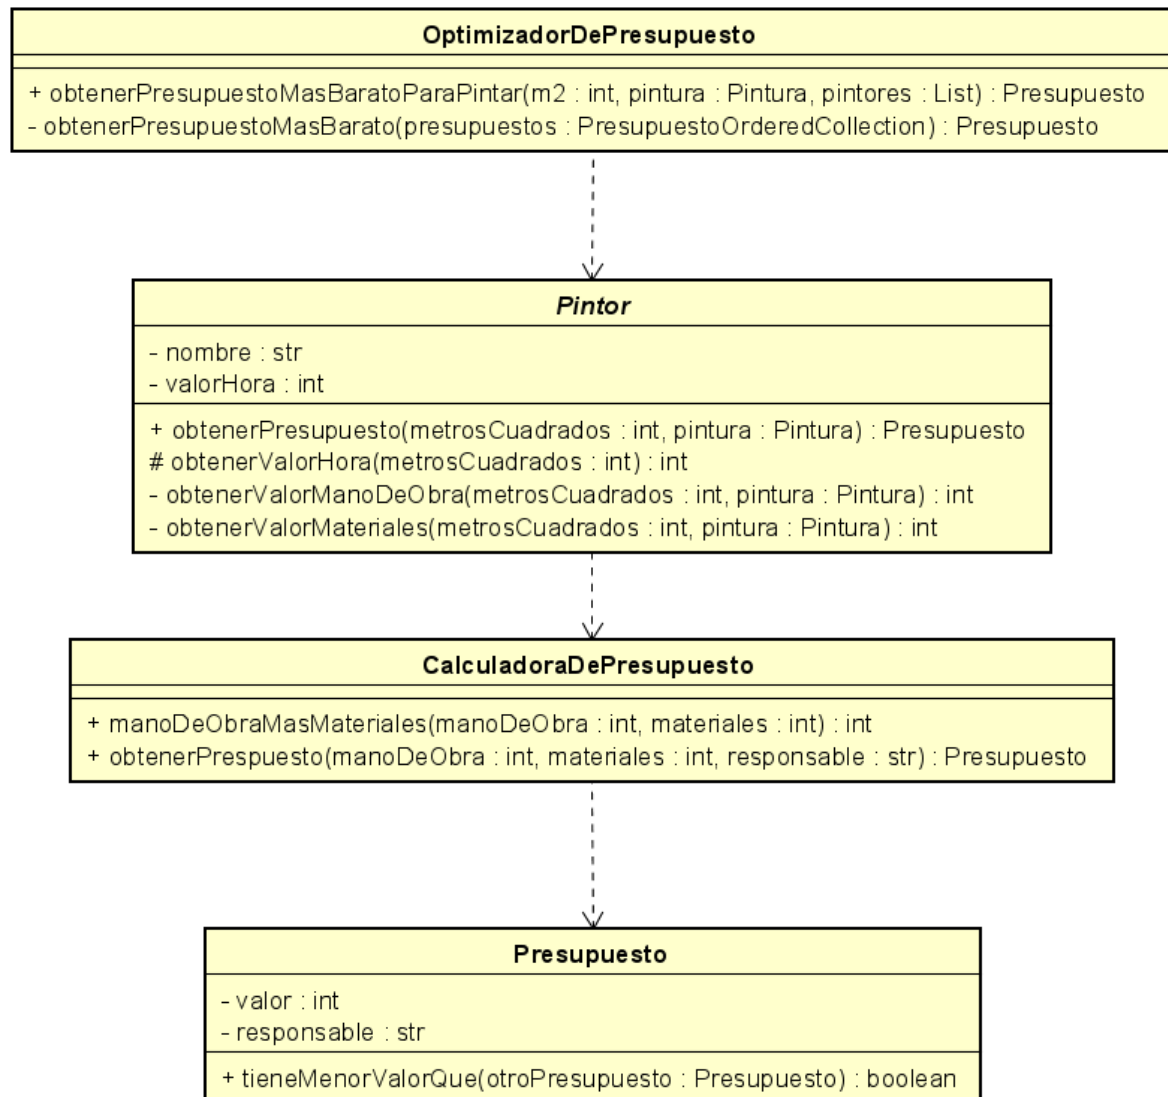 OptimizadorDePresupuesto
+ obtenerPresupuestoMasBaratoParaPintar(m2 : int, pintura : Pintura, pintores : List) : Presupuesto
- obtenerPresupuestoMasBarato(presupuestos : PresupuestoOrderedCollection) : Presupuesto
Pintor
- nombre : str
- valorHora : int
+ obtenerPresupuesto(metrosCuadrados : int, pintura : Pintura) : Presupuesto
# obtenerValorHora(metrosCuadrados : int) : int
- obtenerValorManoDeObra(metrosCuadrados : int, pintura : Pintura) : int
- obtenerValorMateriales(metrosCuadrados : int, pintura : Pintura) : int
CalculadoraDePresupuesto
+ manoDeObraMasMateriales(manoDeObra : int, materiales : int) : int
+ obtenerPrespuesto(manoDeObra : int, materiales : int, responsable : str) : Presupuesto
Presupuesto
- valor : int
- responsable : str
+ tieneMenorValorQue(otroPresupuesto : Presupuesto) : boolean